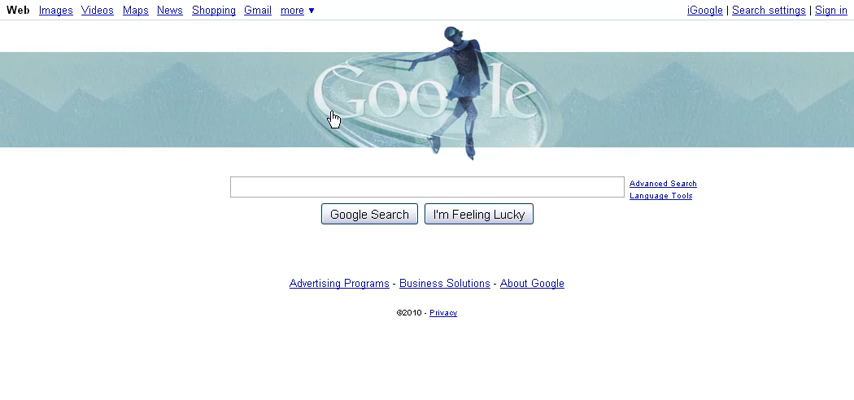 Web Images Videos Maps News Shopping Gmail more ▼ iGoogle | Search settings | Sign in
Google
Advanced Search
Language Tools
Google Search I'm Feeling Lucky
Advertising Programs - Business Solutions - About Google
©2010 - Privacy